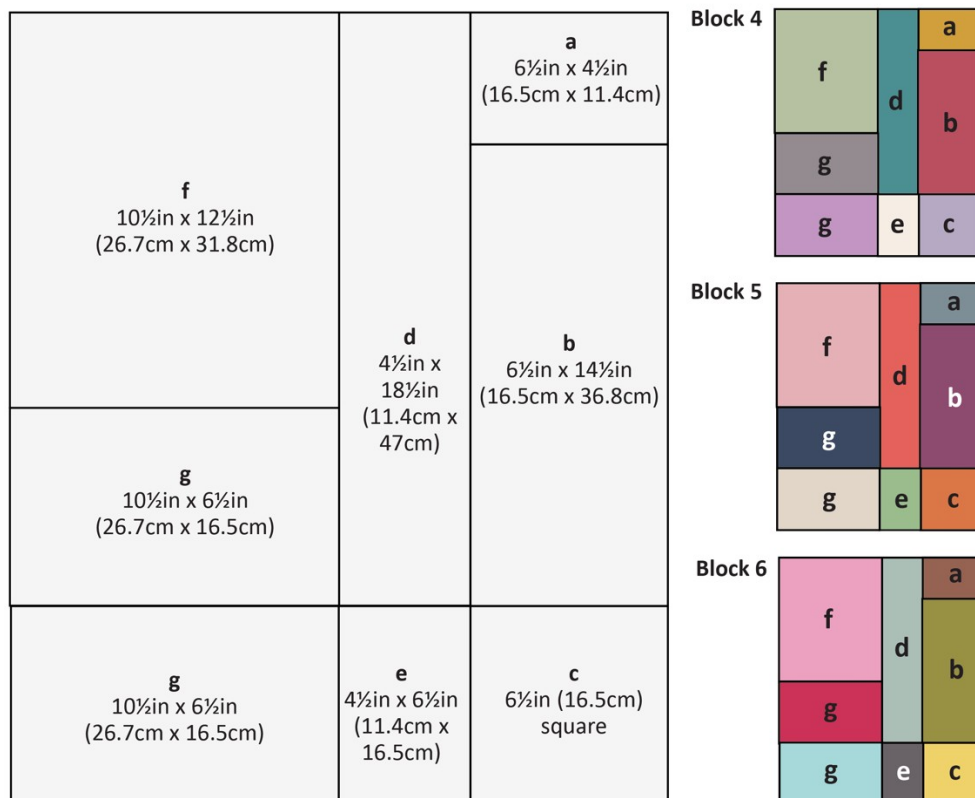 f
10½in x 12½in
(26.7cm x 31.8cm)
g
10½in x 6½in
(26.7cm x 16.5cm)
g
10½in x 6½in
(26.7cm x 16.5cm)
d
4½in x
18½in
(11.4cm x
47cm)
e
4½in x 6½in
(11.4cm x
16.5cm)
a
6½in x 4½in
(16.5cm x 11.4cm)
b
6½in x 14½in
(16.5cm x 36.8cm)
c
6½in (16.5cm)
square
Block 4
f
g
g
d
e
a
b
c
Block 5
f
g
g
d
e
a
b
c
Block 6
f
g
g
d
e
a
b
c